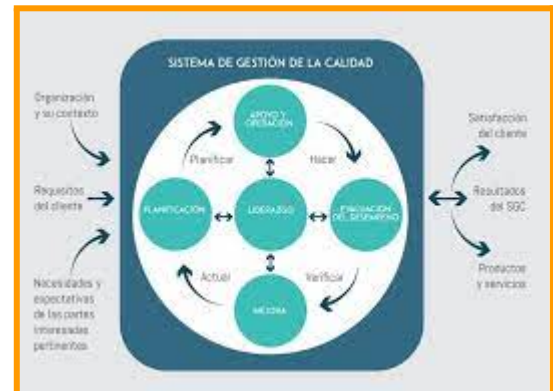 SISTEMA DE GESTIÓN DE LA CALIDAD
Organización
y su contexto
Requisitos
del cliente
Necesidades y
expectativas
de las partes
interesadas
pertinentes
APOYO Y
OPERACIÓN
Planificar
Hacer
PLANIFICACIÓN
LIDERAZGO
EVALUACIÓN
DEL DESEMPEÑO
Actuar
Verificar
MEJORA
Satisfacción
del cliente
Resultados
del SGC
Productos
y servicios